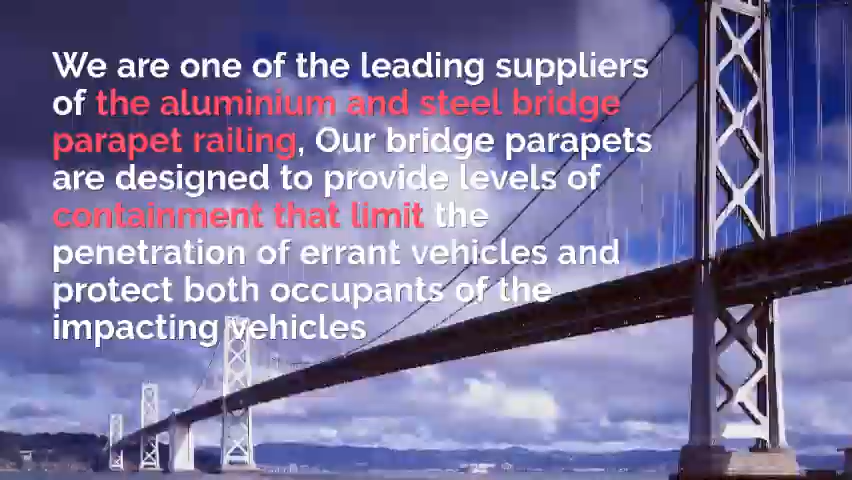 We are one of the leading suppliers
of the aluminium and steel bridge
parapet railing, Our bridge parapets
are designed to provide levels of
containment that limit the
penetration of errant vehicles and
protect both occupants of the
impacting vehicles